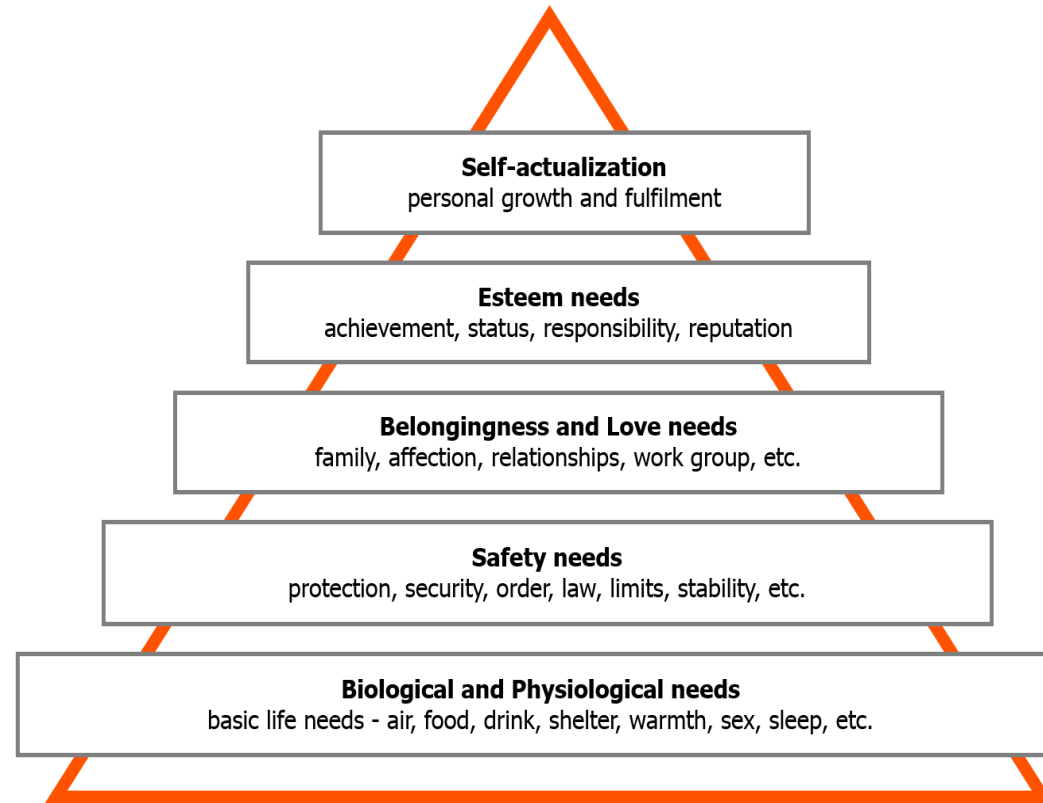 Self-actualization
personal growth and fulfilment
Esteem needs
achievement, status, responsibility, reputation
Belongingness and Love needs
family, affection, relationships, work group, etc.
Safety needs
protection, security, order, law, limits, stability, etc.
Biological and Physiological needs
basic life needs - air, food, drink, shelter, warmth, sex, sleep, etc.